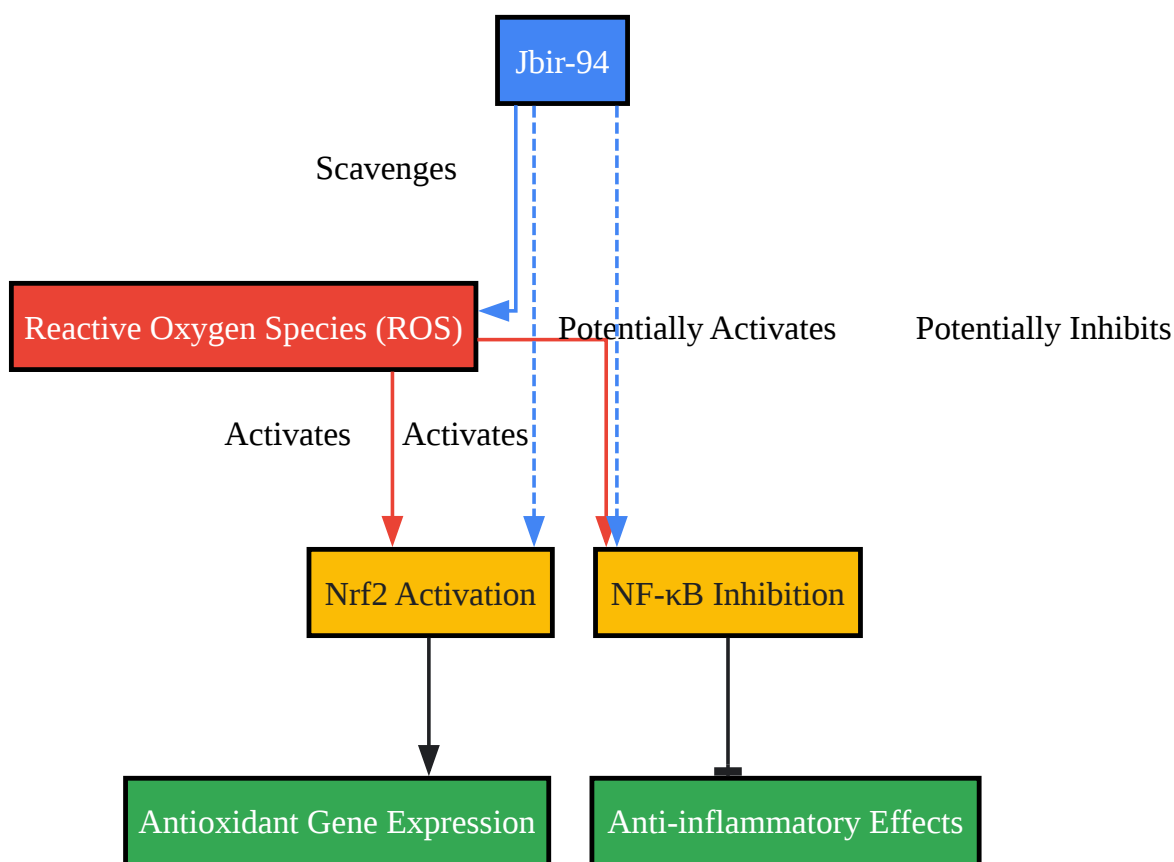 Jbir-94
Scavenges
Reactive Oxygen Species (ROS)
Potentially Activates
Potentially Inhibits
Activates
Activates
Nrf2 Activation
NF-κB Inhibition
Antioxidant Gene Expression
Anti-inflammatory Effects